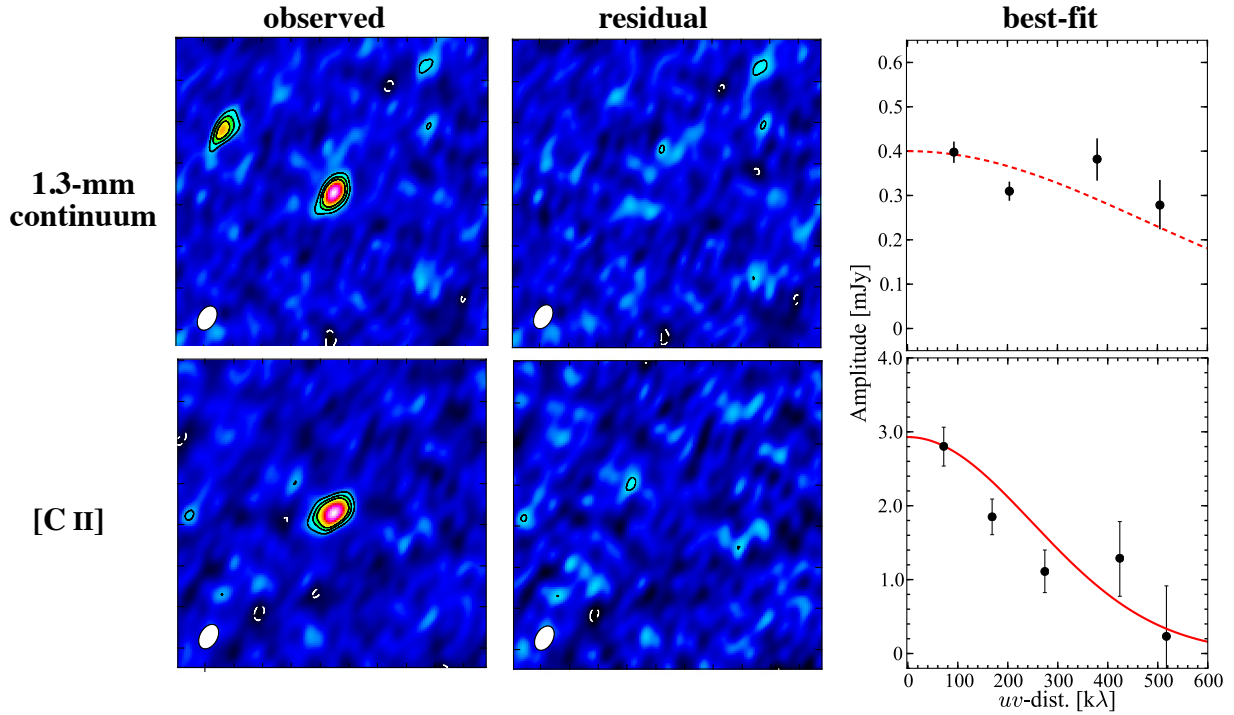 observed
residual
best-fit
1.3-mm
continuum
[C II]
Amplitude [mJy]
0.6
0.5
0.4
0.3
0.2
0.1
0
4.0
3.0
2.0
1.0
0
0 100 200 300 400 500 600
uv-dist. [kλ]